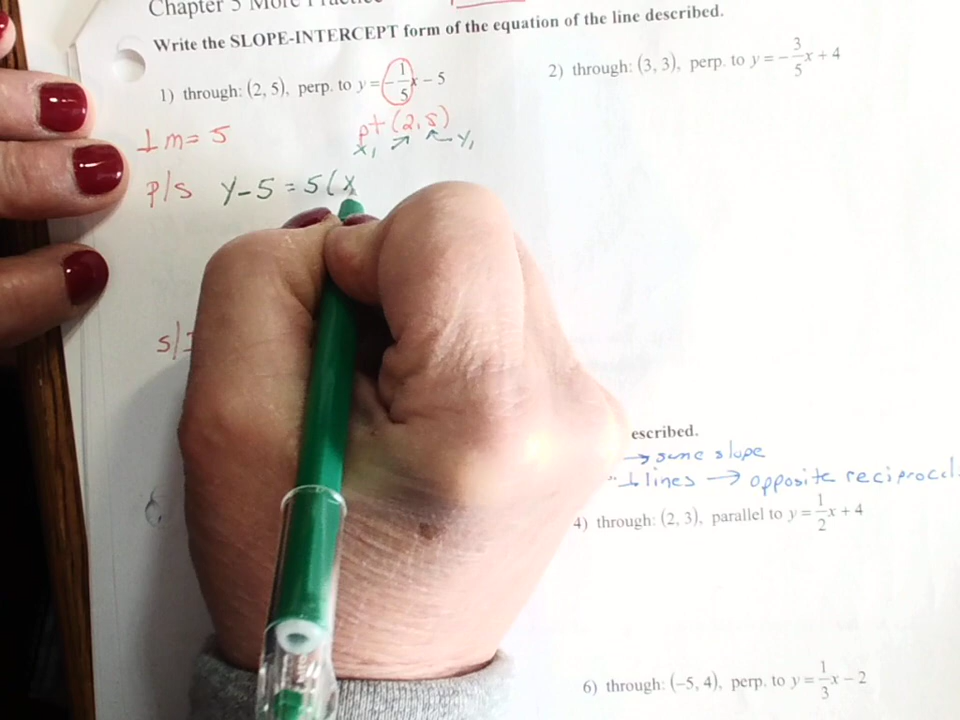 Chapter 5 More Practice
Write the SLOPE-INTERCEPT form of the equation of the line described.
1) through: (2, 5), perp. to y = -1/5x - 5
2) through: (3, 3), perp. to y = -3/5x + 4
⊥ m = 5
pt (2, 5)
x₁ y₁
p/s y - 5 = 5(x
s/I
escribed.
→ same slope
⊥ lines → opposite reciprocal
4) through: (2, 3), parallel to y = 1/2x + 4
6) through: (-5, 4), perp. to y = 1/3x - 2